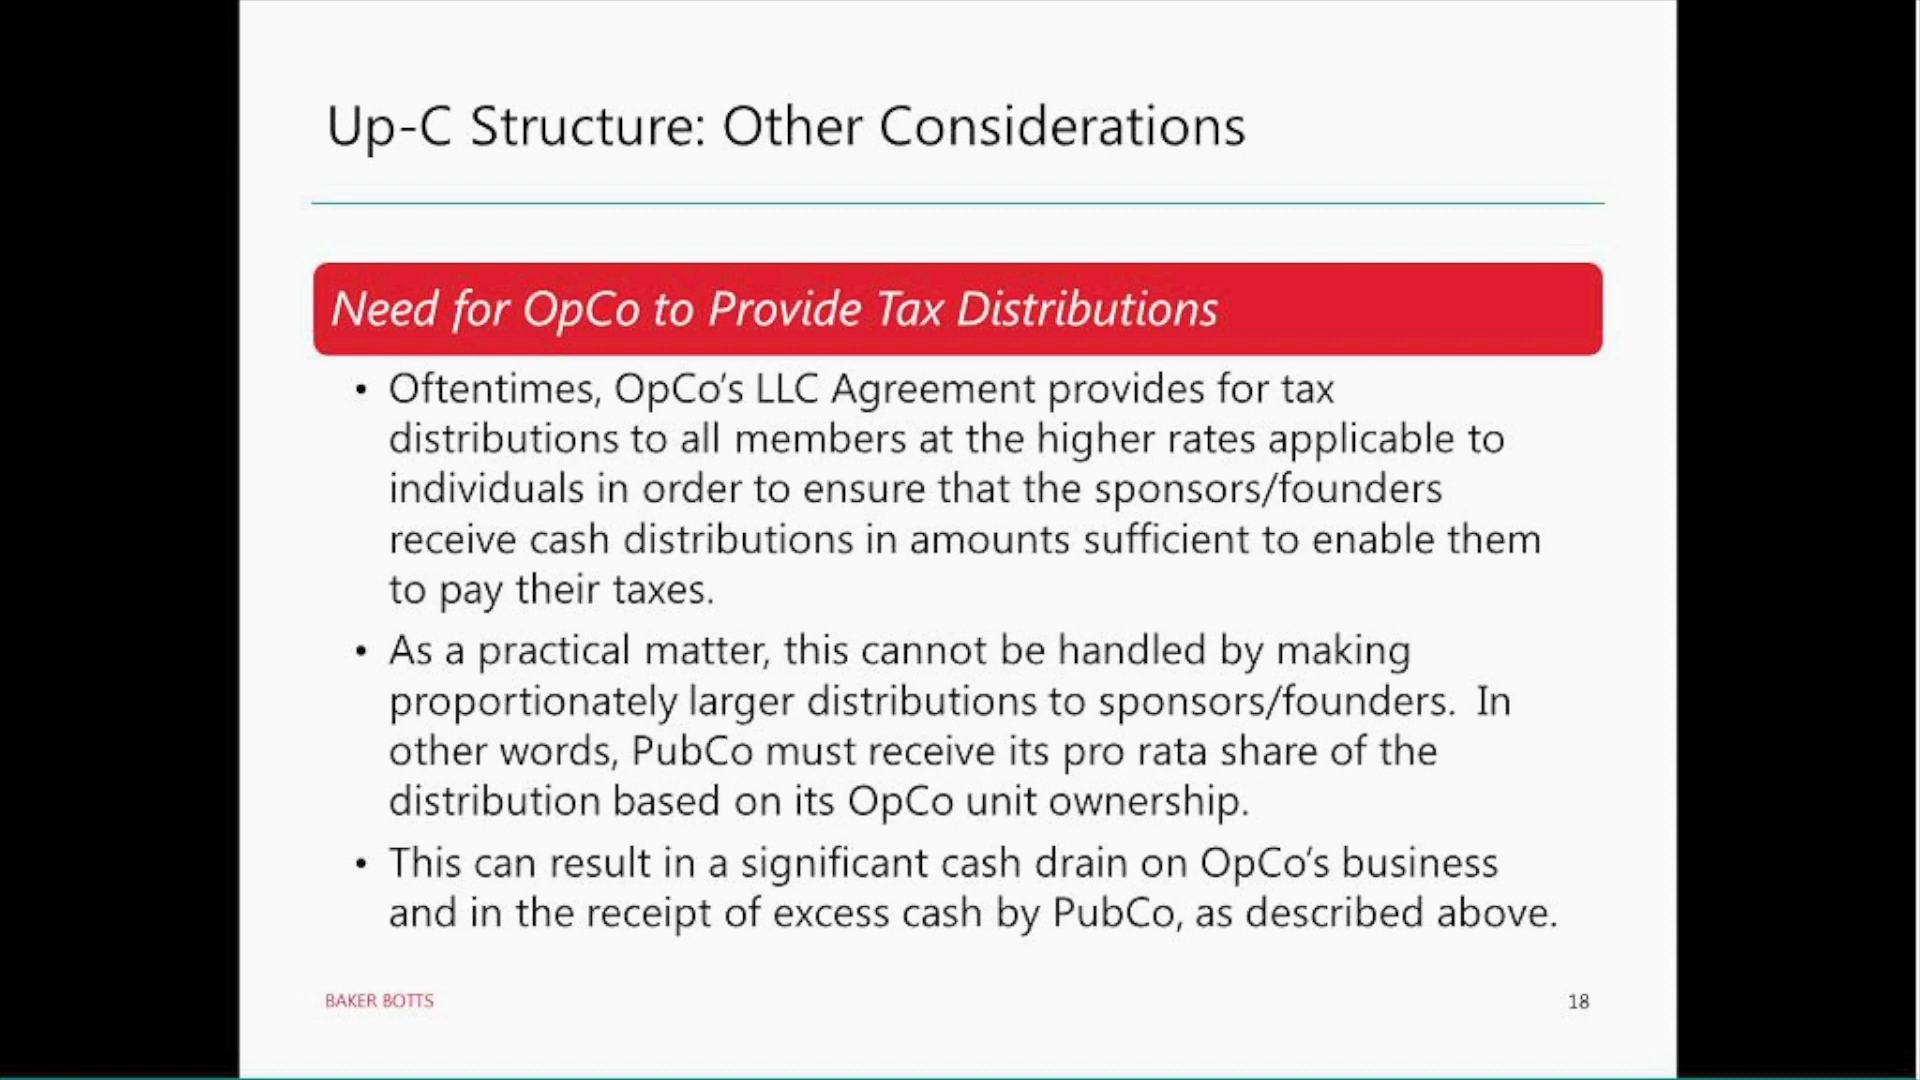 Up-C Structure: Other Considerations
Need for OpCo to Provide Tax Distributions
• Oftentimes, OpCo's LLC Agreement provides for tax
distributions to all members at the higher rates applicable to
individuals in order to ensure that the sponsors/founders
receive cash distributions in amounts sufficient to enable them
to pay their taxes.
• As a practical matter, this cannot be handled by making
proportionately larger distributions to sponsors/founders.  In
other words, PubCo must receive its pro rata share of the
distribution based on its OpCo unit ownership.
• This can result in a significant cash drain on OpCo's business
and in the receipt of excess cash by PubCo, as described above.
BAKER BOTTS
18